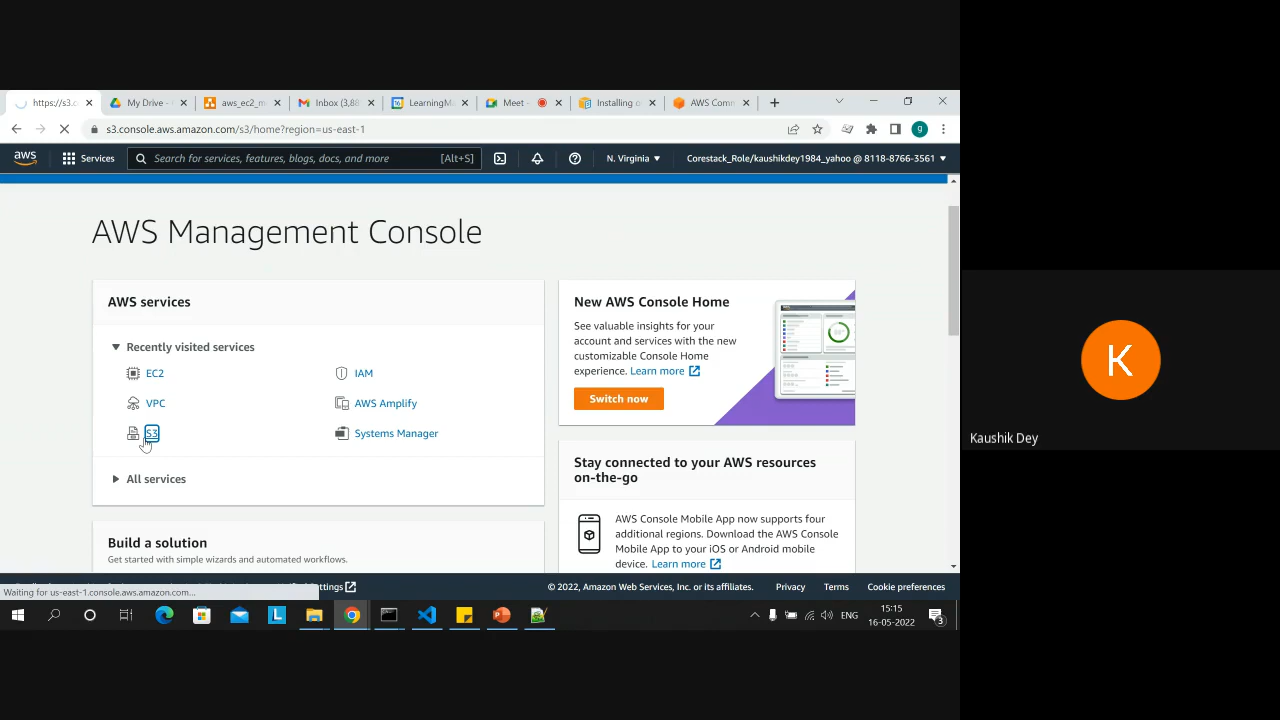 https://s3.c
My Drive -
aws_ec2_m
Inbox (3,88
LearningM
Meet -
Installing o
AWS Comm
s3.console.aws.amazon.com/s3/home?region=us-east-1
g
aws
Services
Search for services, features, blogs, docs, and more
[Alt+S]
N. Virginia
Corestack_Role/kaushikdey1984_yahoo @ 8118-8766-3561
AWS Management Console
AWS services
Recently visited services
EC2
IAM
VPC
AWS Amplify
S3
Systems Manager
All services
Build a solution
Get started with simple wizards and automated workflows.
New AWS Console Home
See valuable insights for your
account and services with the new
customizable Console Home
experience. Learn more
Switch now
Stay connected to your AWS resources
on-the-go
AWS Console Mobile App now supports four
additional regions. Download the AWS Console
Mobile App to your iOS or Android mobile
device. Learn more
© 2022, Amazon Web Services, Inc. or its affiliates.
Privacy
Terms
Cookie preferences
Waiting for us-east-1.console.aws.amazon.com...
ENG
15:15
16-05-2022
3
K
Kaushik Dey